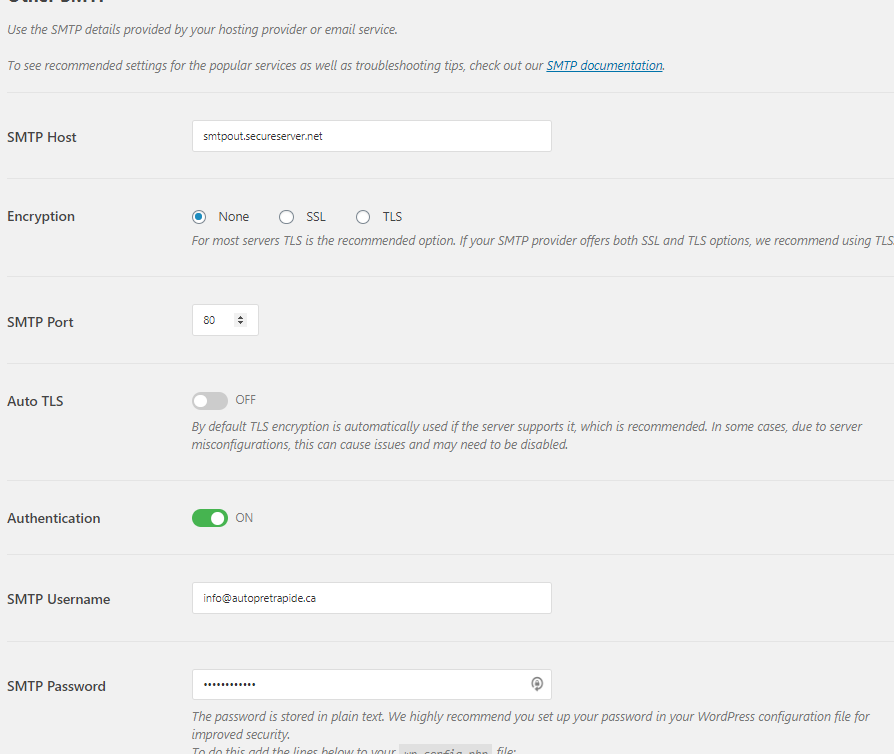 Other SMTP
Use the SMTP details provided by your hosting provider or email service.
To see recommended settings for the popular services as well as troubleshooting tips, check out our SMTP documentation.
SMTP Host
smtpout.secureserver.net
Encryption
None SSL TLS
For most servers TLS is the recommended option. If your SMTP provider offers both SSL and TLS options, we recommend using TLS
SMTP Port
80
Auto TLS
OFF
By default TLS encryption is automatically used if the server supports it, which is recommended. In some cases, due to server
misconfigurations, this can cause issues and may need to be disabled.
Authentication
ON
SMTP Username
info@autopretrapide.ca
SMTP Password
••••••••••••
The password is stored in plain text. We highly recommend you set up your password in your WordPress configuration file for
improved security.
To do this add the lines below to your wp-config.php file: